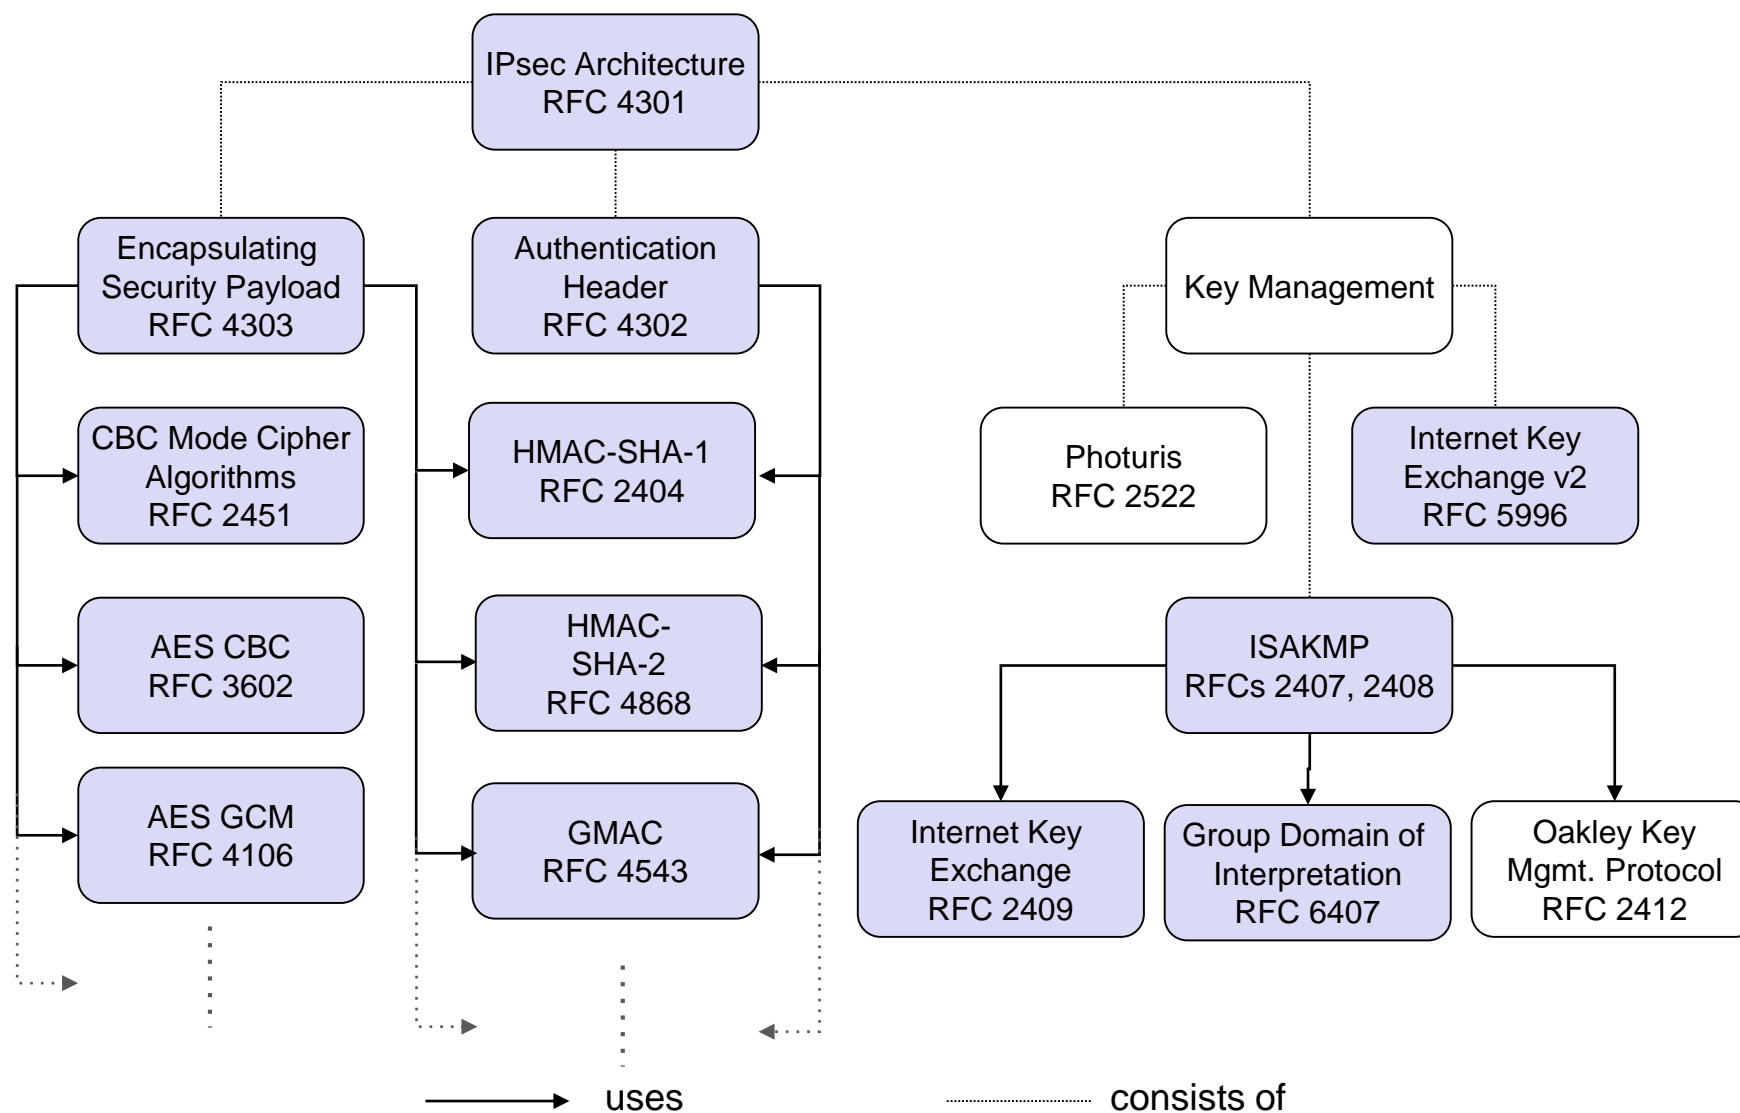 IPsec Architecture
RFC 4301
Encapsulating
Security Payload
RFC 4303
Authentication
Header
RFC 4302
Key Management
CBC Mode Cipher
Algorithms
RFC 2451
HMAC-SHA-1
RFC 2404
Photuris
RFC 2522
Internet Key
Exchange v2
RFC 5996
AES CBC
RFC 3602
HMAC-
SHA-2
RFC 4868
ISAKMP
RFCs 2407, 2408
AES GCM
RFC 4106
GMAC
RFC 4543
Internet Key
Exchange
RFC 2409
Group Domain of
Interpretation
RFC 6407
Oakley Key
Mgmt. Protocol
RFC 2412
uses
consists of